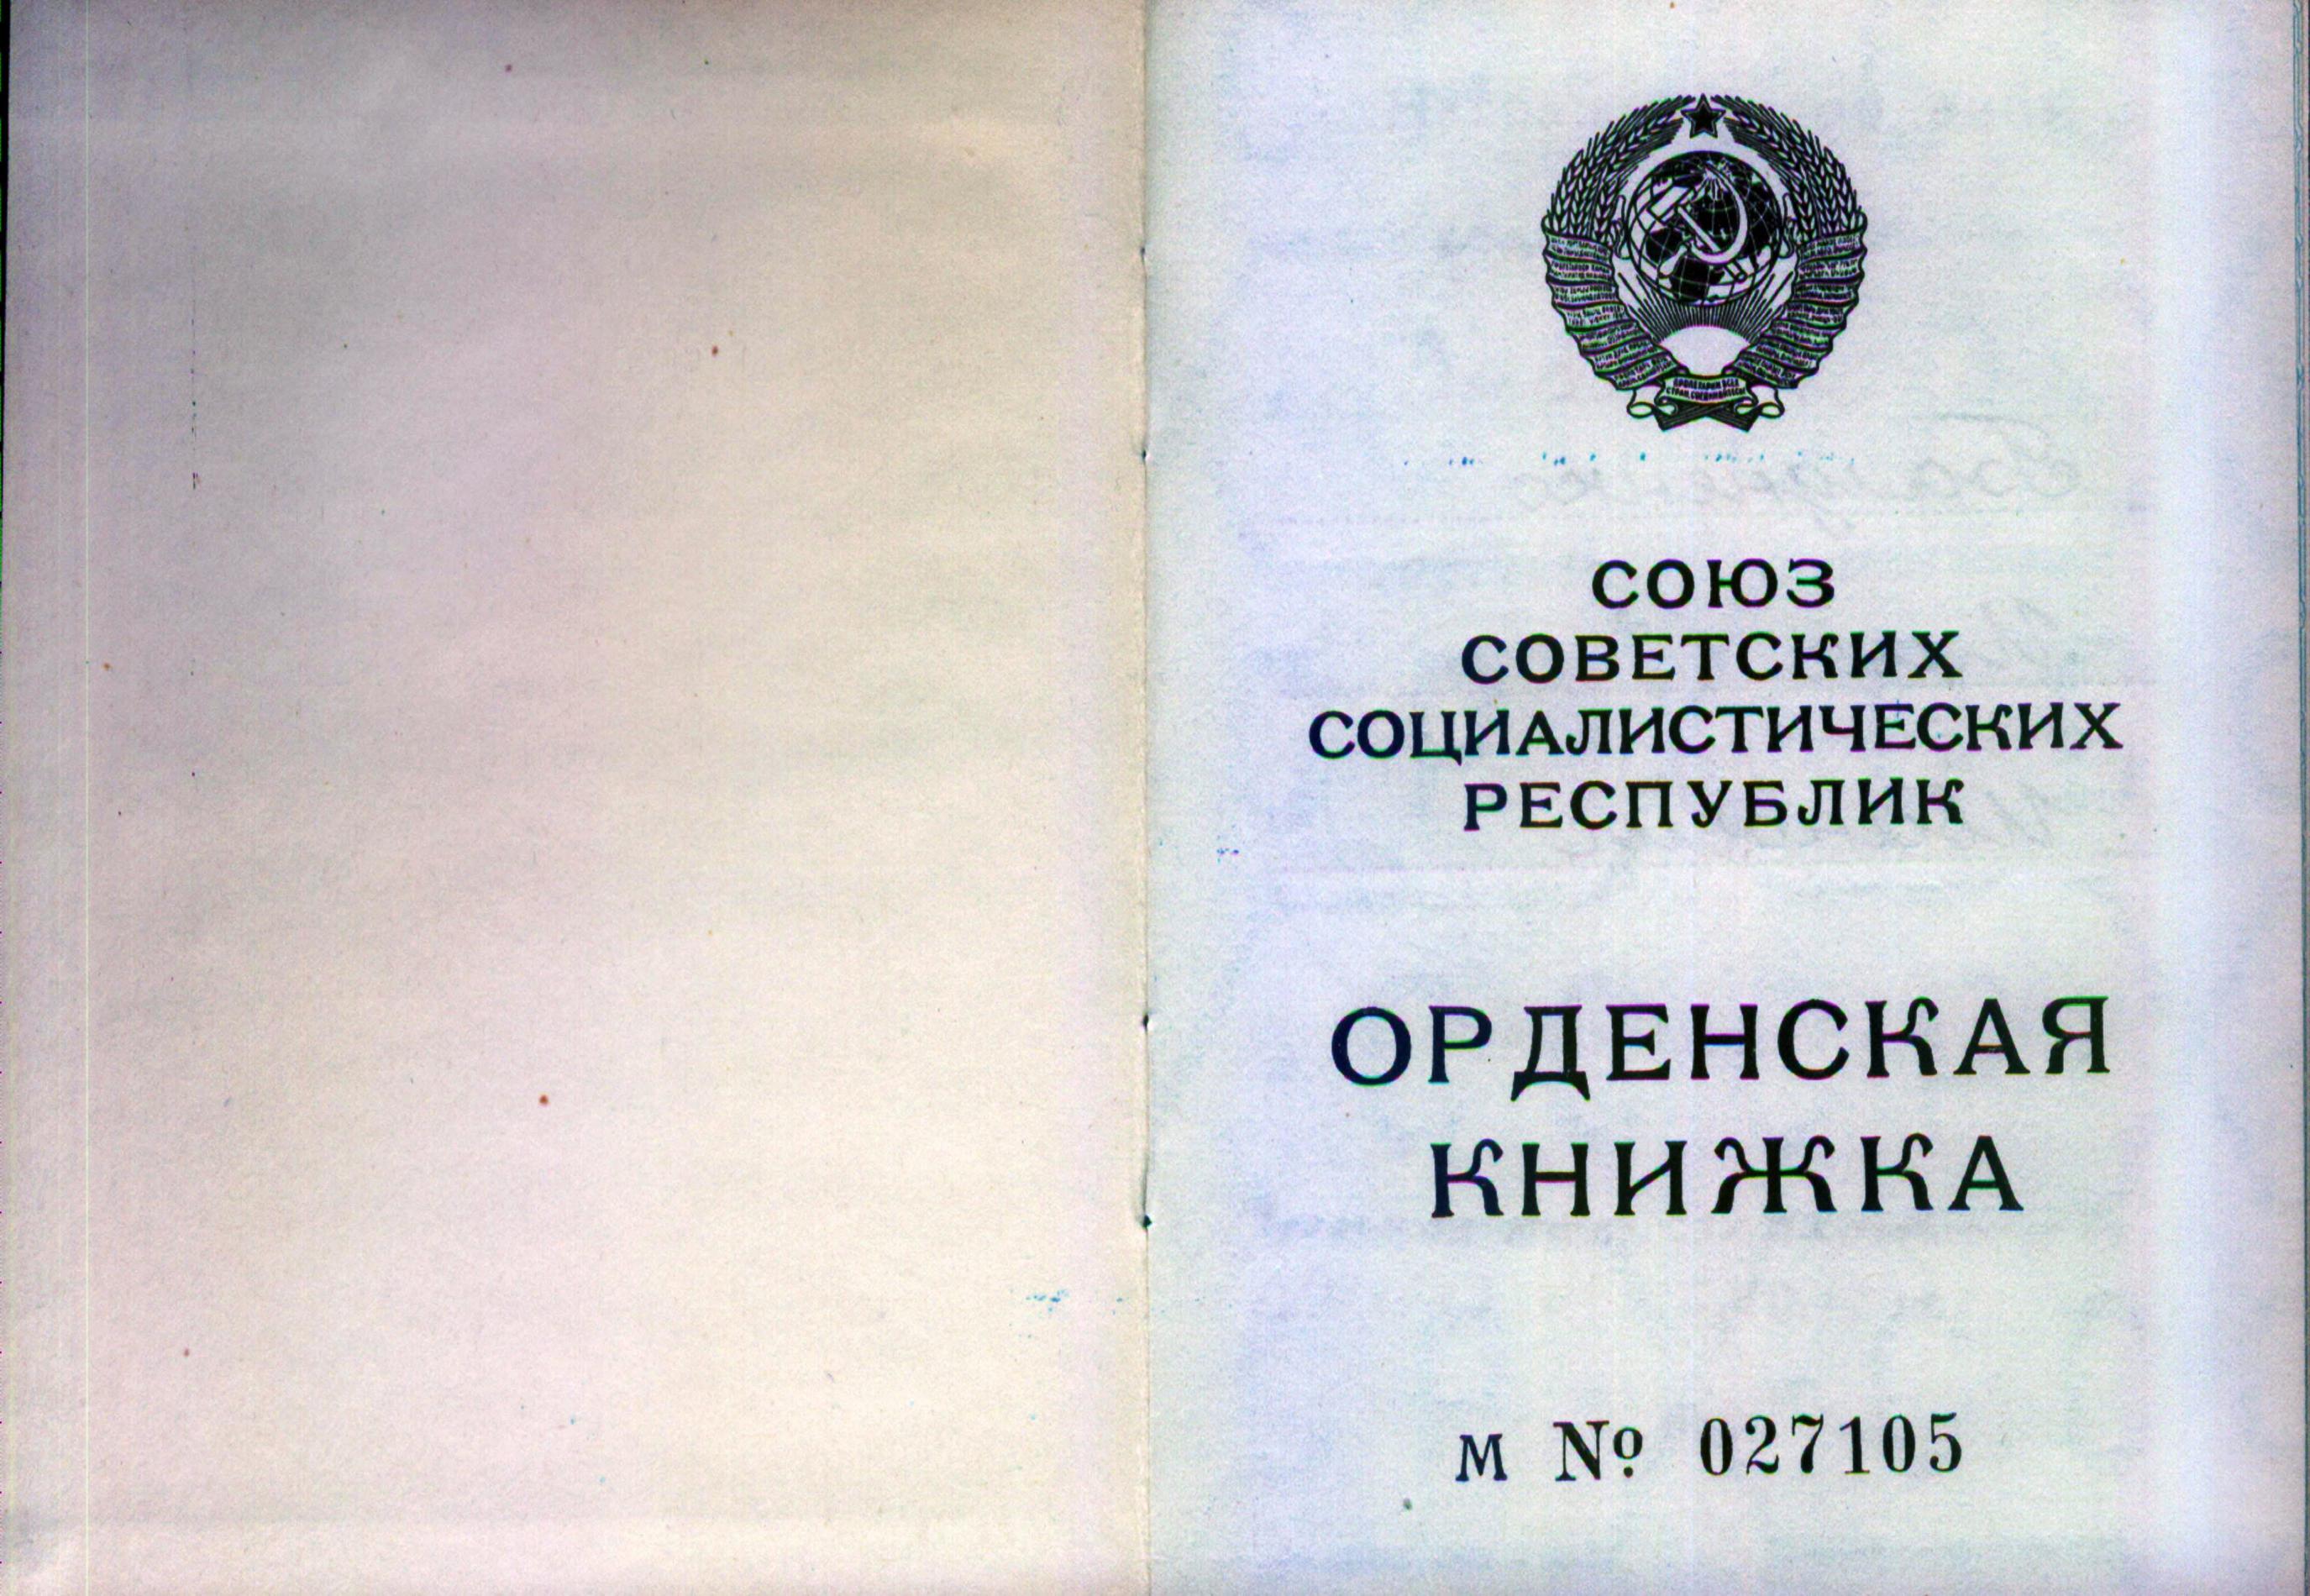 СОЮЗ
СОВЕТСКИХ
СОЦИАЛИСТИЧЕСКИХ
РЕСПУБЛИК
ОРДЕНСКАЯ
КНИЖКА
М № 027105